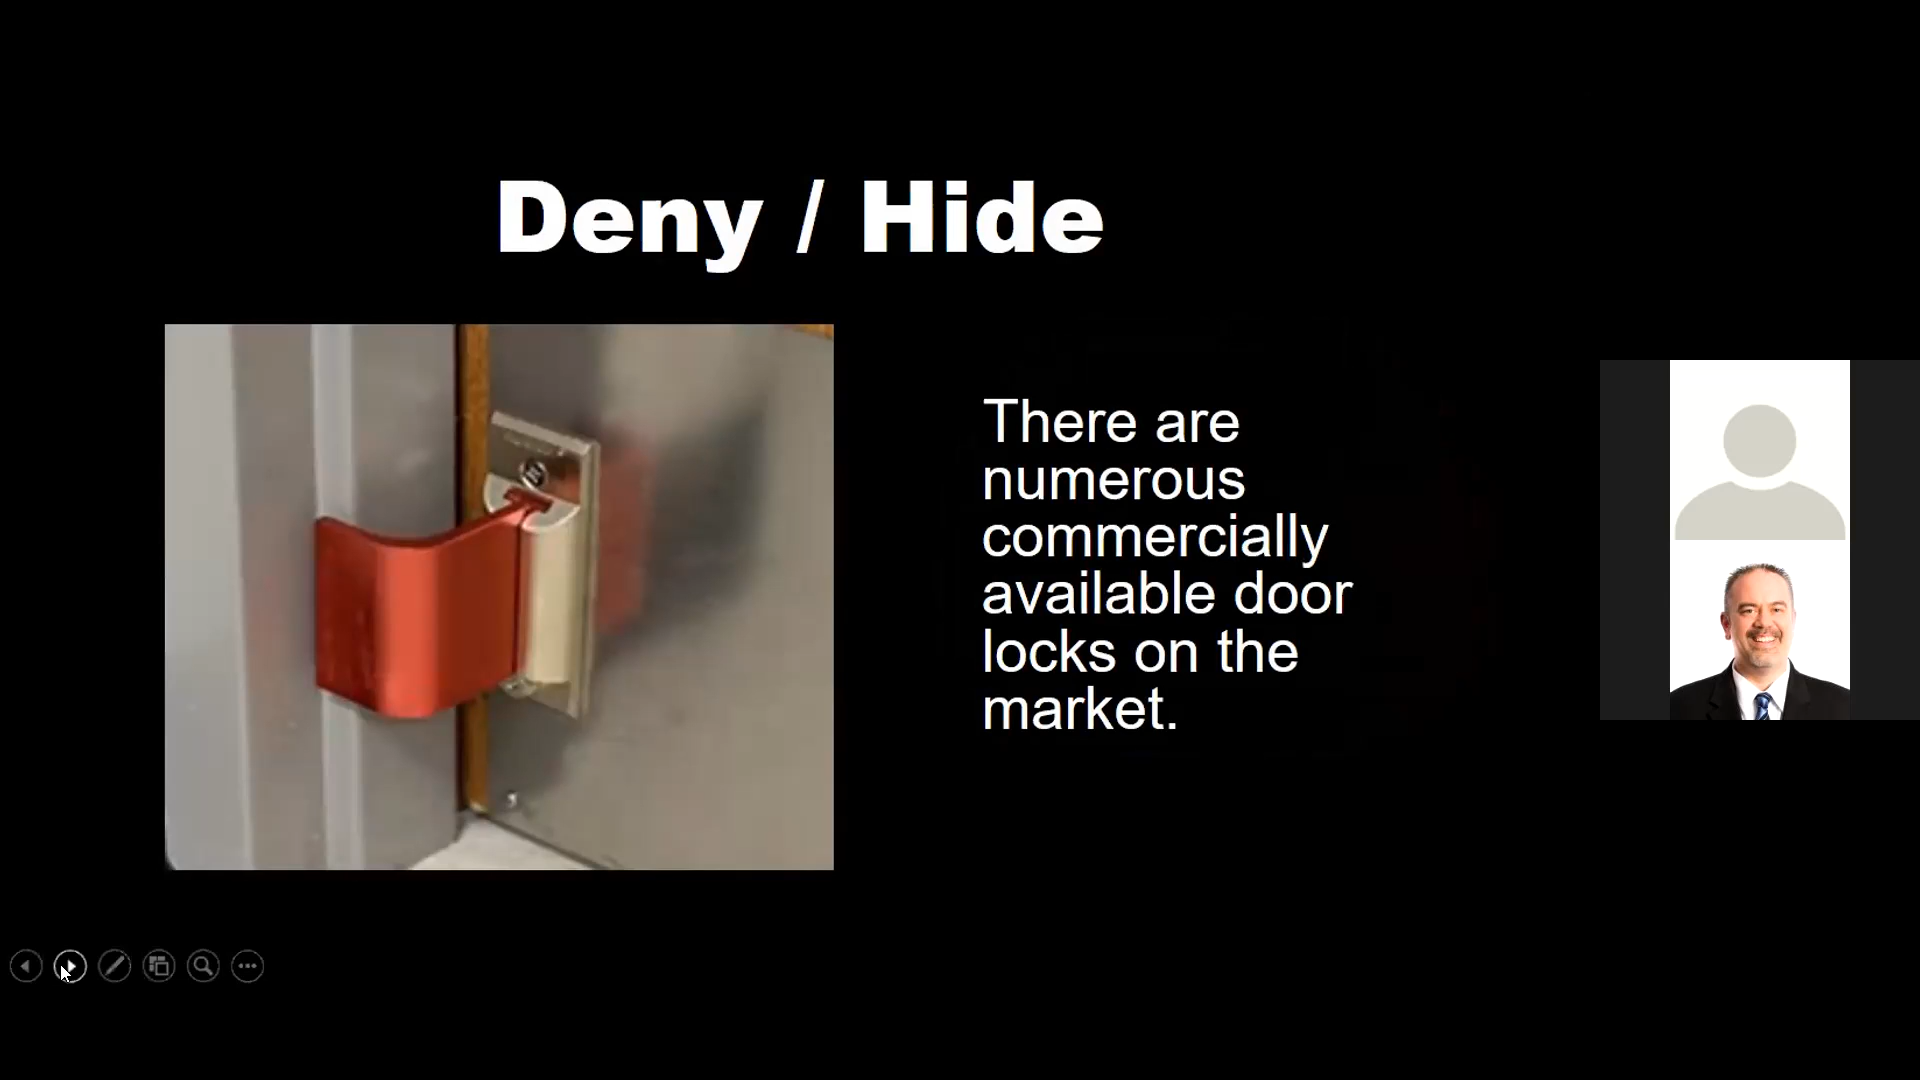 Deny / Hide
There are
numerous
commercially
available door
locks on the
market.